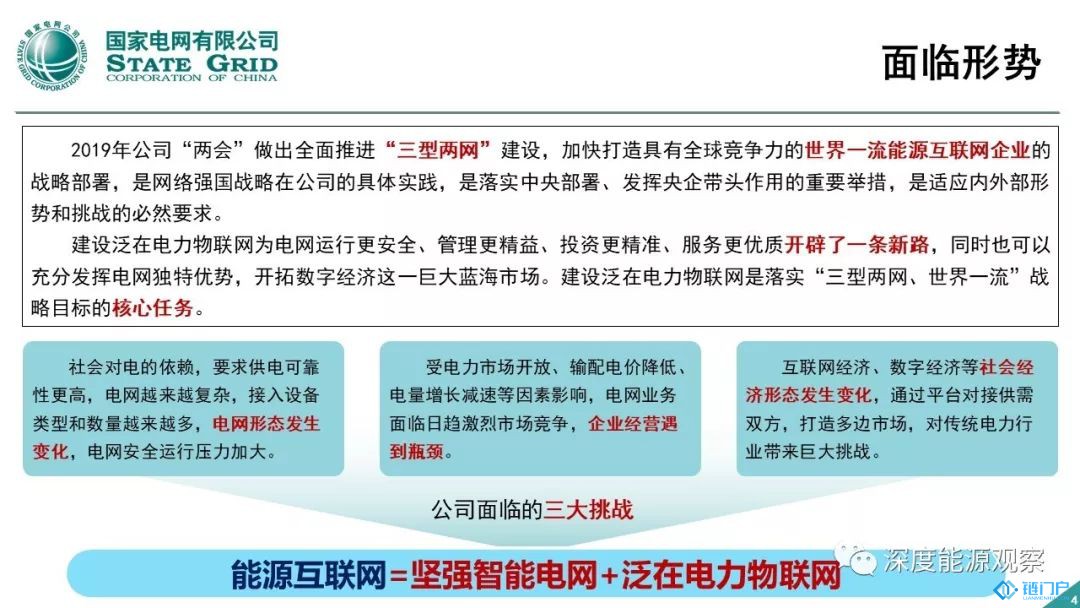 国家电网公司
STATE GRID CORPORATION OF CHINA
国家电网有限公司
STATE GRID
CORPORATION OF CHINA
面临形势
2019年公司“两会”做出全面推进“三型两网”建设，加快打造具有全球竞争力的世界一流能源互联网企业的
战略部署，是网络强国战略在公司的具体实践，是落实中央部署、发挥央企带头作用的重要举措，是适应内外部形
势和挑战的必然要求。
建设泛在电力物联网为电网运行更安全、管理更精益、投资更精准、服务更优质开辟了一条新路，同时也可以
充分发挥电网独特优势，开拓数字经济这一巨大蓝海市场。建设泛在电力物联网是落实“三型两网、世界一流”战
略目标的核心任务。
社会对电的依赖，要求供电可靠
性更高，电网越来越复杂，接入设备
类型和数量越来越多，电网形态发生
变化，电网安全运行压力加大。
受电力市场开放、输配电价降低、
电量增长减速等因素影响，电网业务
面临日趋激烈市场竞争，企业经营遇
到瓶颈。
互联网经济、数字经济等社会经
济形态发生变化，通过平台对接供需
双方，打造多边市场，对传统电力行
业带来巨大挑战。
公司面临的三大挑战
能源互联网=坚强智能电网+泛在电力物联网
深度能源观察
链门户
4